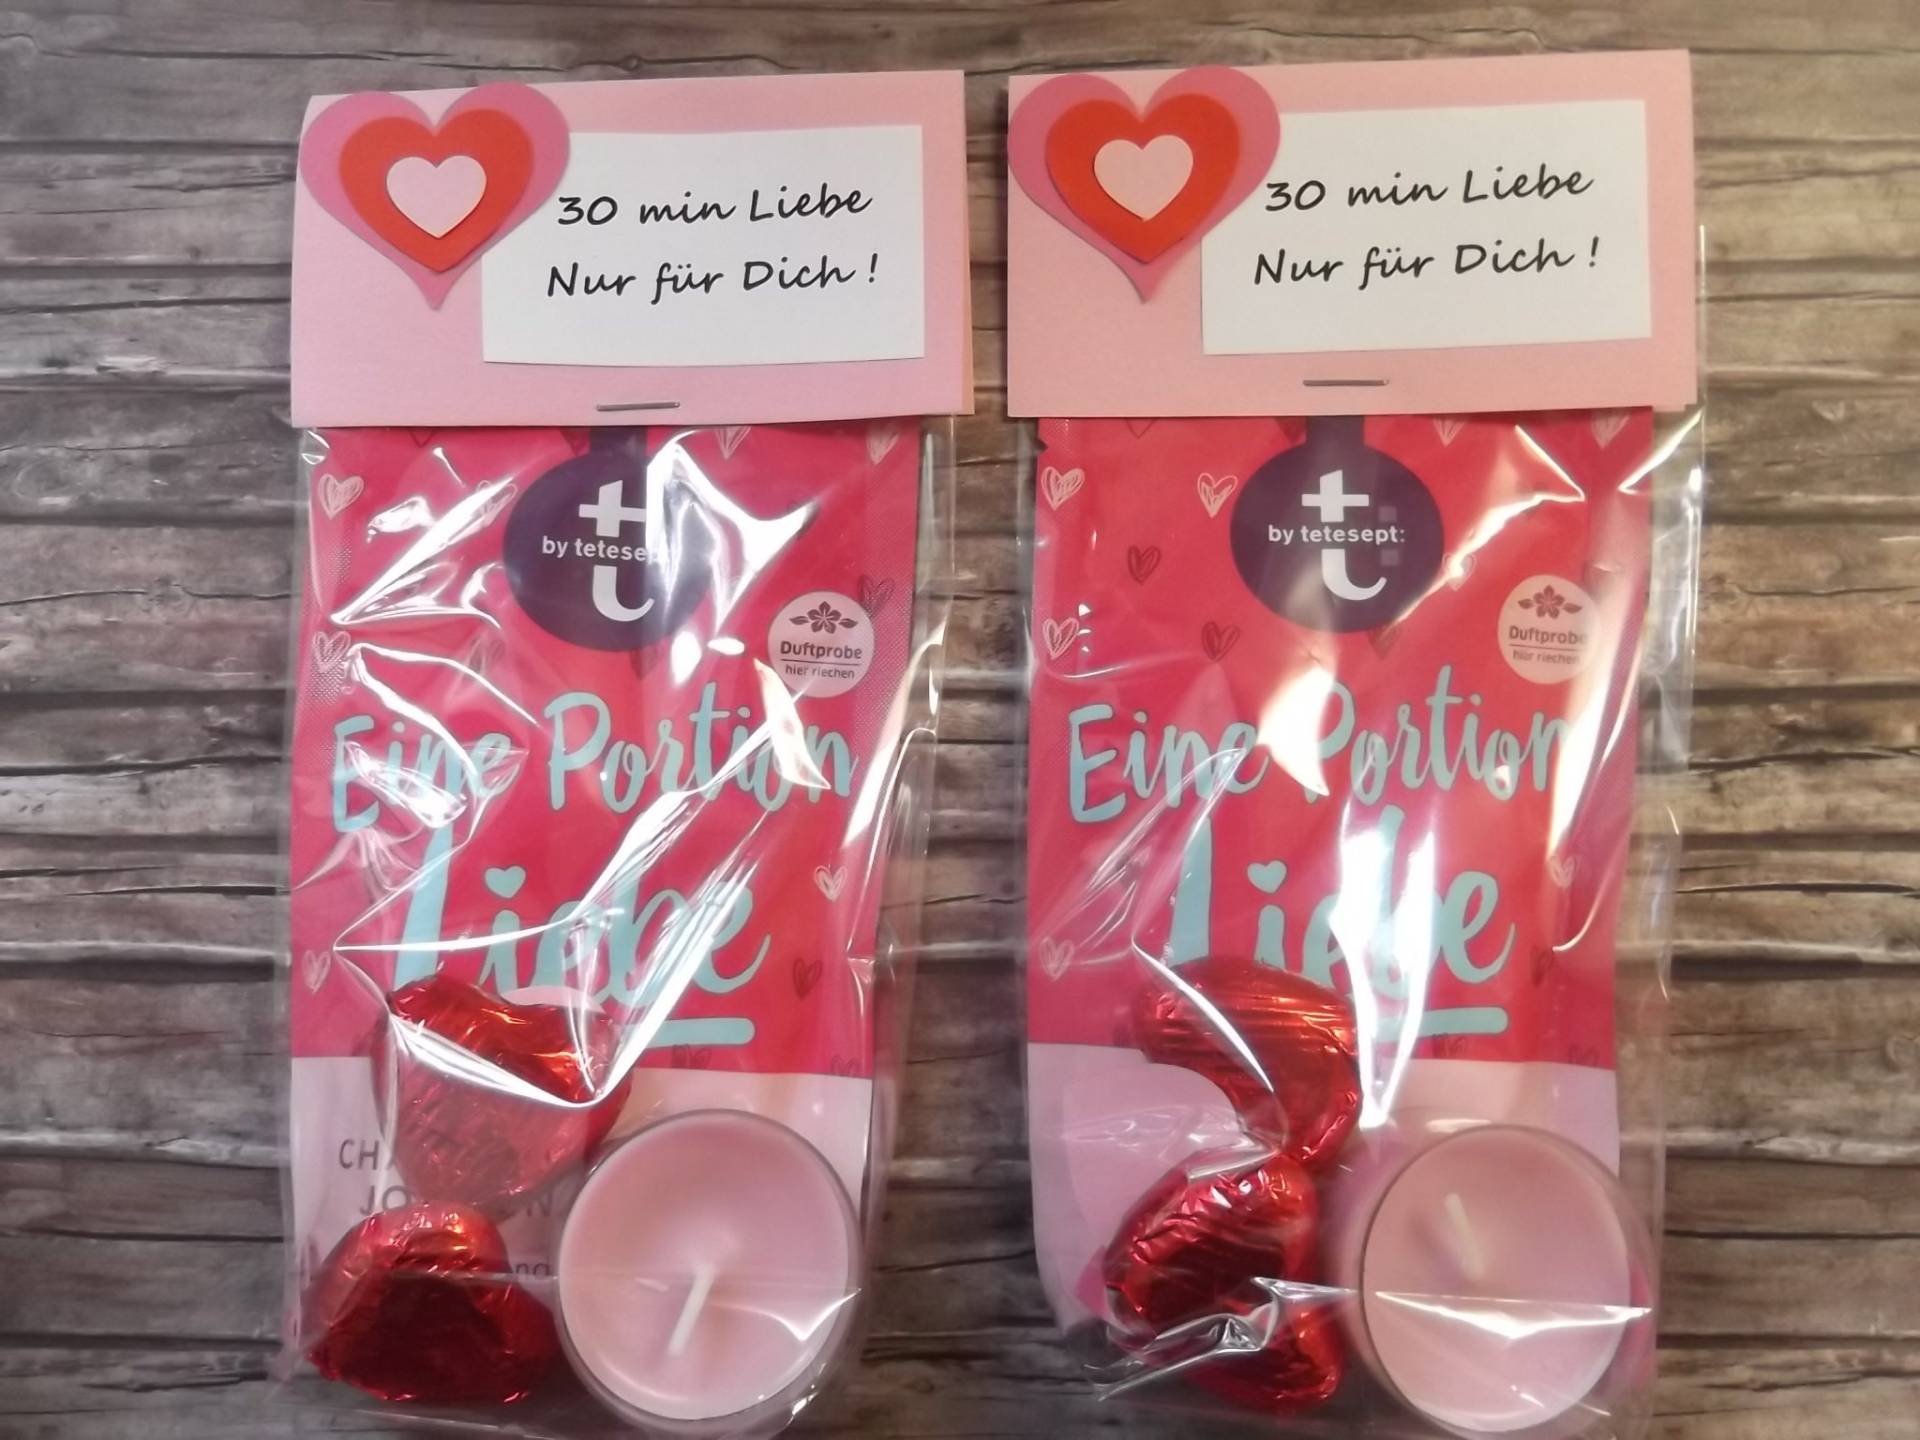 30 min Liebe
Nur für Dich !
t
by tetesept:
Duftprobe
hier riechen
Eine Portion
Liebe
30 min Liebe
Nur für Dich !
t
by tetesept:
Duftprobe
hier riechen
Eine Portion
Liebe